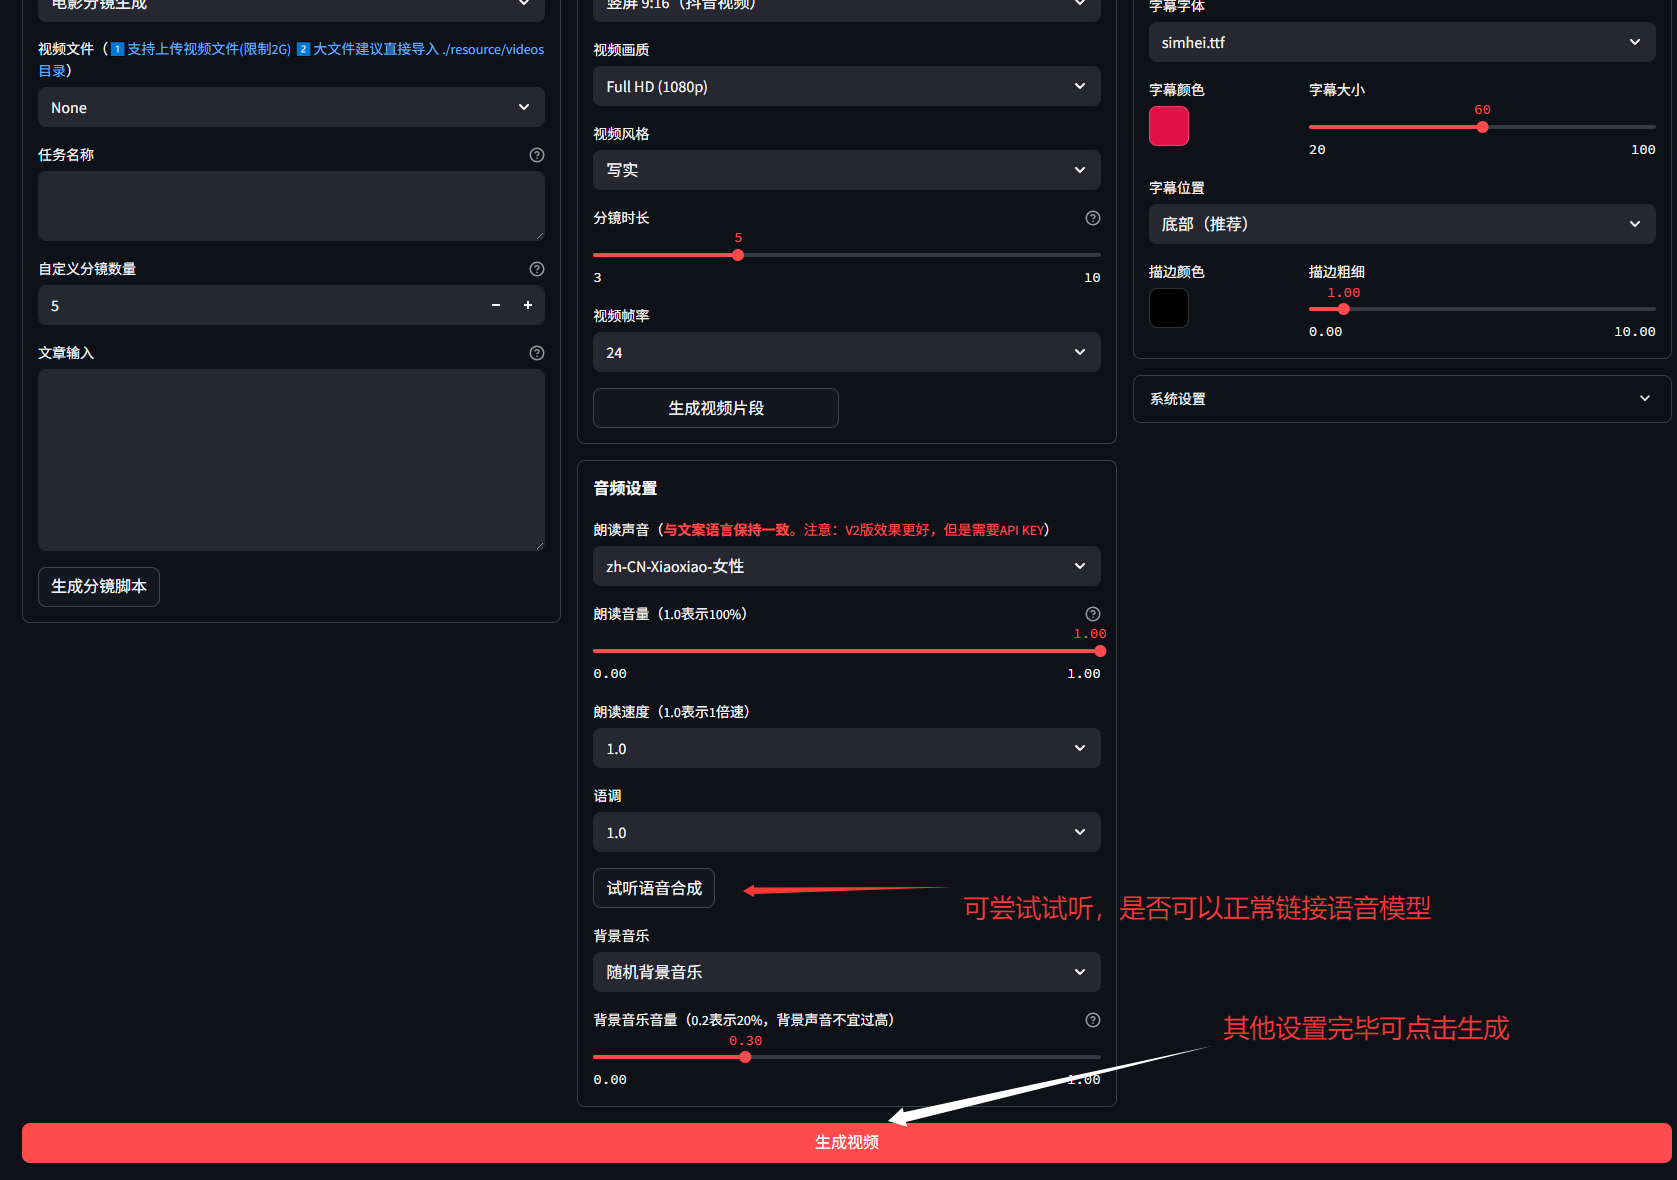 电影分镜生成
视频文件（1️⃣支持上传视频文件(限制2G) 2️⃣大文件建议直接导入 ./resource/videos
目录）
None
任务名称
自定义分镜数量
5
文章输入
生成分镜脚本
竖屏 9:16（抖音视频）
视频画质
Full HD (1080p)
视频风格
写实
分镜时长
5
3 10
视频帧率
24
生成视频片段
音频设置
朗读声音（与文案语言保持一致。注意：V2版效果更好，但是需要API KEY）
zh-CN-Xiaoxiao-女性
朗读音量（1.0表示100%）
1.00
0.00 1.00
朗读速度（1.0表示1倍速）
1.0
语调
1.0
试听语音合成
可尝试试听，是否可以正常链接语音模型
背景音乐
随机背景音乐
背景音乐音量（0.2表示20%，背景声音不宜过高）
0.30
0.00 1.00
字幕字体
simhei.ttf
字幕颜色
字幕大小
60
20 100
字幕位置
底部（推荐）
描边颜色
描边粗细
1.00
0.00 10.00
系统设置
其他设置完毕可点击生成
生成视频